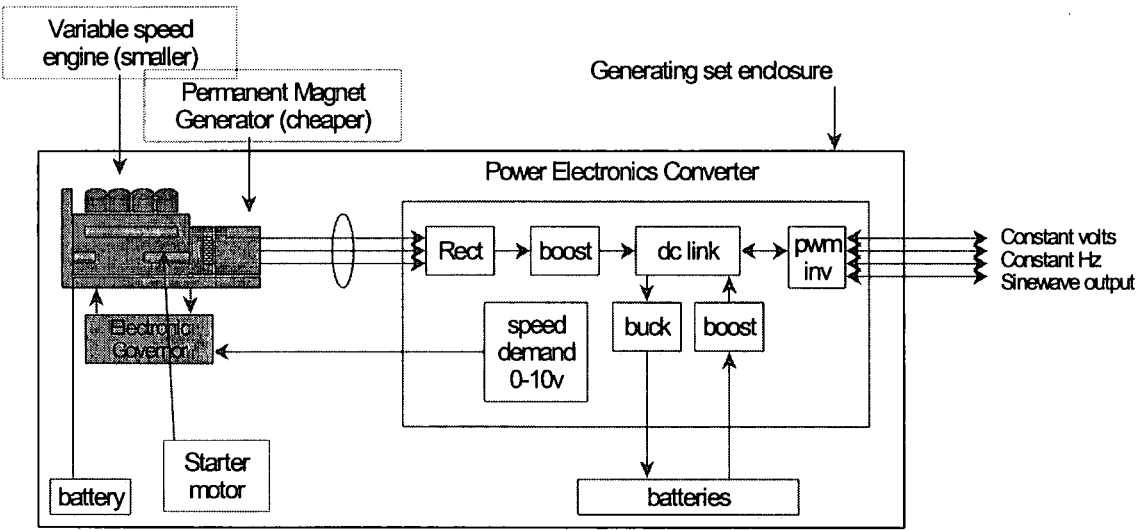 Variable speed
engine (smaller)
Permanent Magnet
Generator (cheaper)
Generating set enclosure
Power Electronics Converter
Rect
boost
dc link
pwm
inv
Constant volts
Constant Hz
Sinewave output
buck
boost
speed
demand
0-10v
Electronic
Governor
Starter
motor
battery
batteries